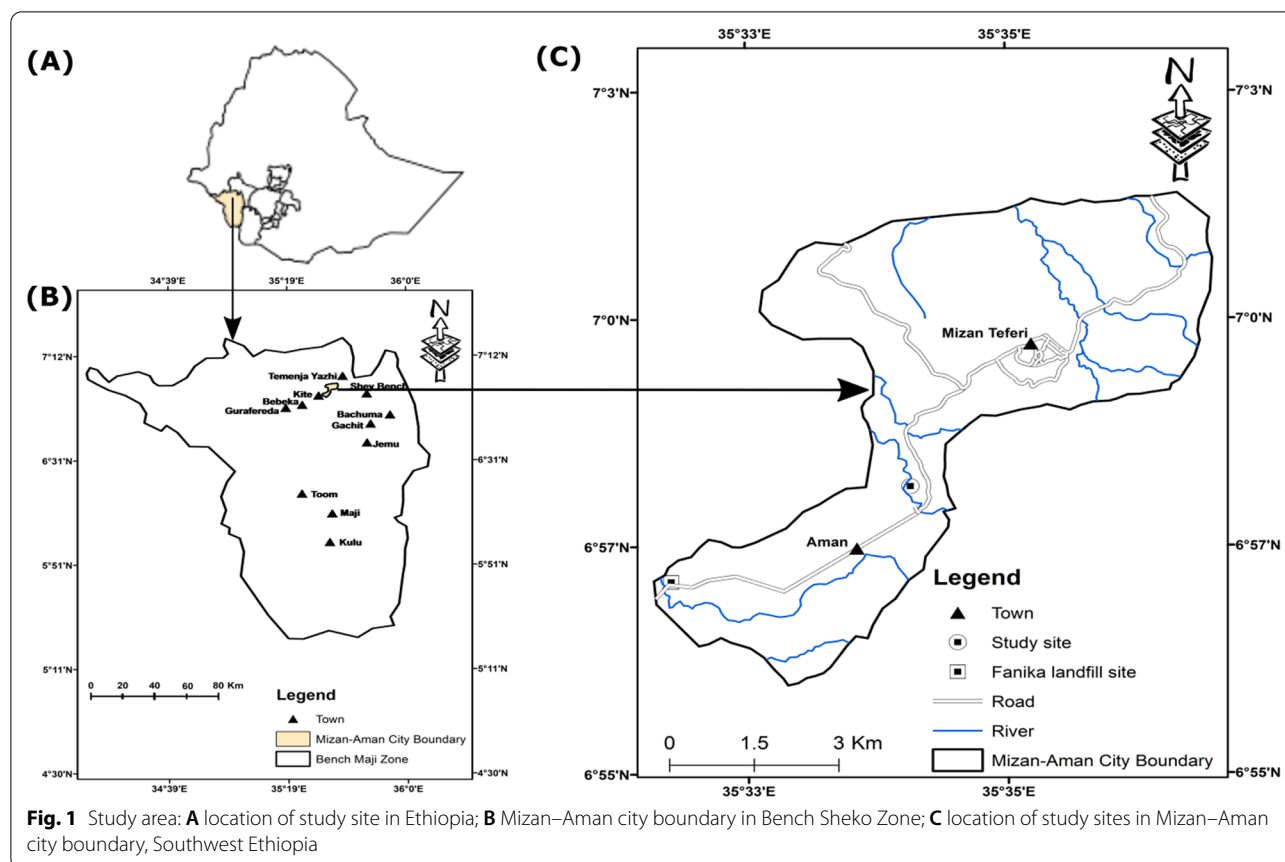 (A)
(B)
34°39'E 35°19'E 36°0'E
N
7°12'N 7°12'N
Temenja Yazhi
Shey Bench
Kite
Bebeka
Gurafereda
Bachuma
Gachit
Jemu
6°31'N 6°31'N
Toom
Maji
Kulu
5°51'N 5°51'N
5°11'N 5°11'N
0 20 40 60 80 Km
Legend
Town
Mizan-Aman City Boundary
Bench Maji Zone
4°30'N 4°30'N
34°39'E 35°19'E 36°0'E
(C)
35°33'E 35°35'E
N
7°3'N 7°3'N
7°0'N 7°0'N
Mizan Teferi
6°57'N 6°57'N
Aman
Legend
Town
Study site
Fanika landfill site
Road
River
Mizan-Aman City Boundary
0 1.5 3 Km
6°55'N 6°55'N
35°33'E 35°35'E
Fig. 1 Study area: A location of study site in Ethiopia; B Mizan–Aman city boundary in Bench Sheko Zone; C location of study sites in Mizan–Aman
city boundary, Southwest Ethiopia